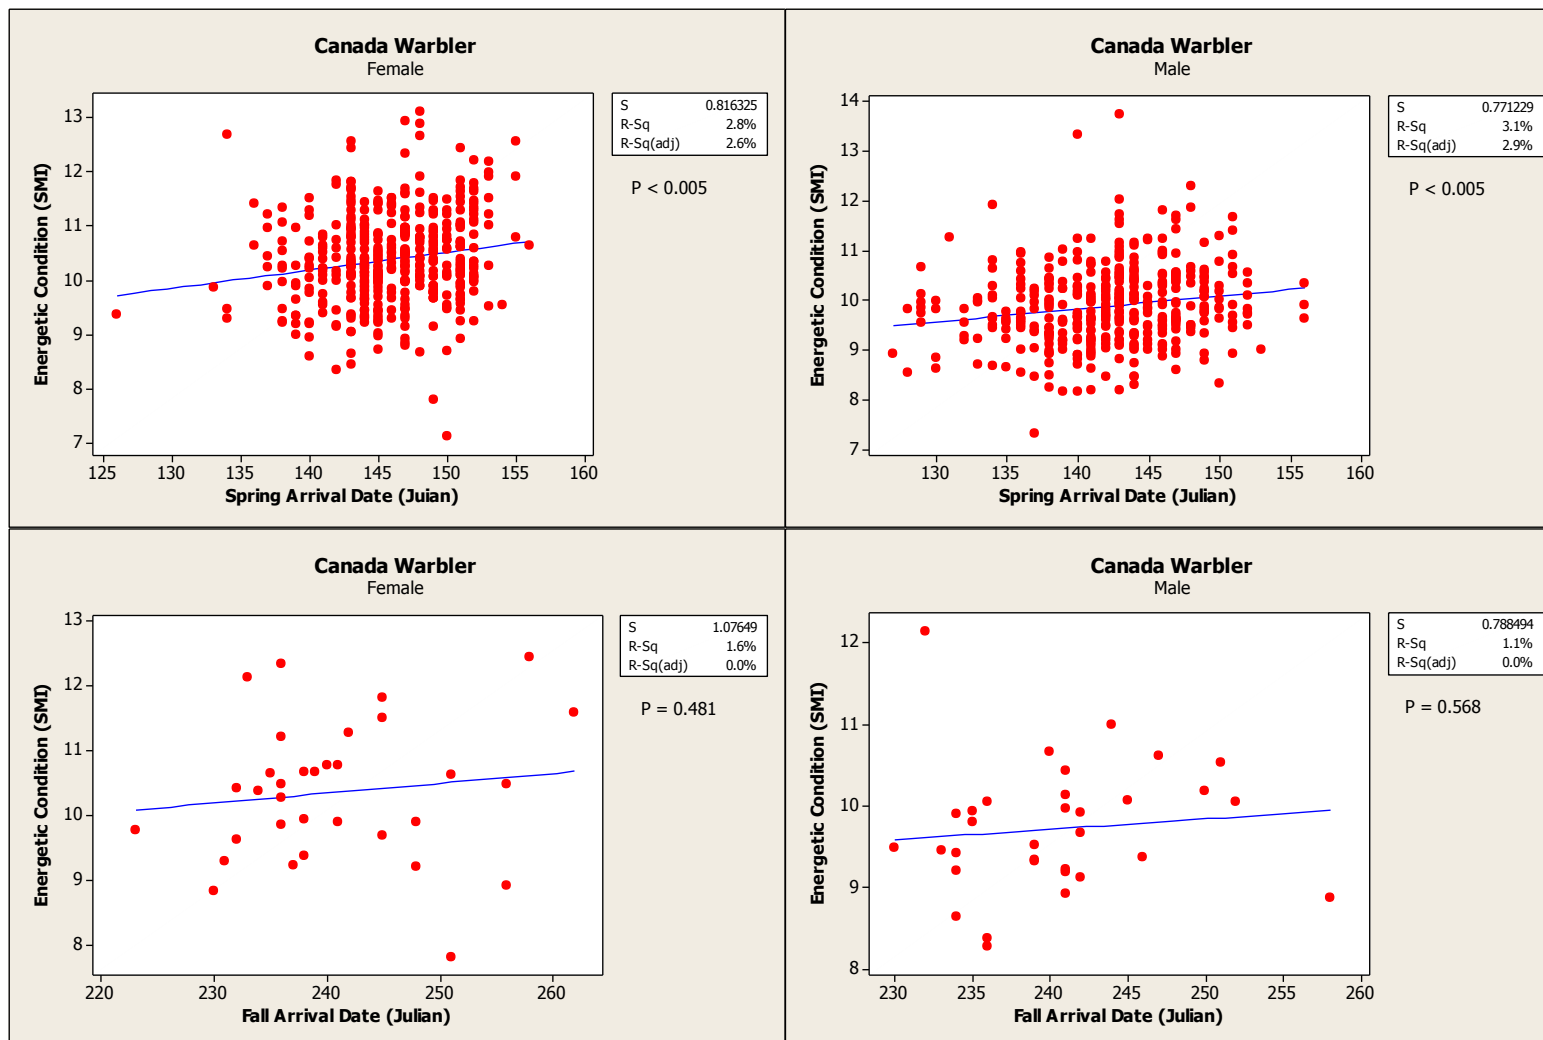 Canada Warbler
Female
13
12
11
10
9
8
7
Energetic Condition (SMI)
125 130 135 140 145 150 155 160
Spring Arrival Date (Juian)
S 0.816325
R-Sq 2.8%
R-Sq(adj) 2.6%
P < 0.005
Canada Warbler
Male
14
13
12
11
10
9
8
7
Energetic Condition (SMI)
130 135 140 145 150 155 160
Spring Arrival Date (Julian)
S 0.771229
R-Sq 3.1%
R-Sq(adj) 2.9%
P < 0.005
Canada Warbler
Female
13
12
11
10
9
8
Energetic Condition (SMI)
220 230 240 250 260
Fall Arrival Date (Julian)
S 1.07649
R-Sq 1.6%
R-Sq(adj) 0.0%
P = 0.481
Canada Warbler
Male
12
11
10
9
8
Energetic Condition (SMI)
230 235 240 245 250 255 260
Fall Arrival Date (Julian)
S 0.788494
R-Sq 1.1%
R-Sq(adj) 0.0%
P = 0.568